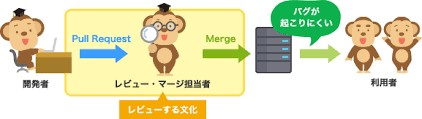 Pull Request
Merge
バグが
起こりにくい
開発者
レビュー・マージ担当者
利用者
レビューする文化